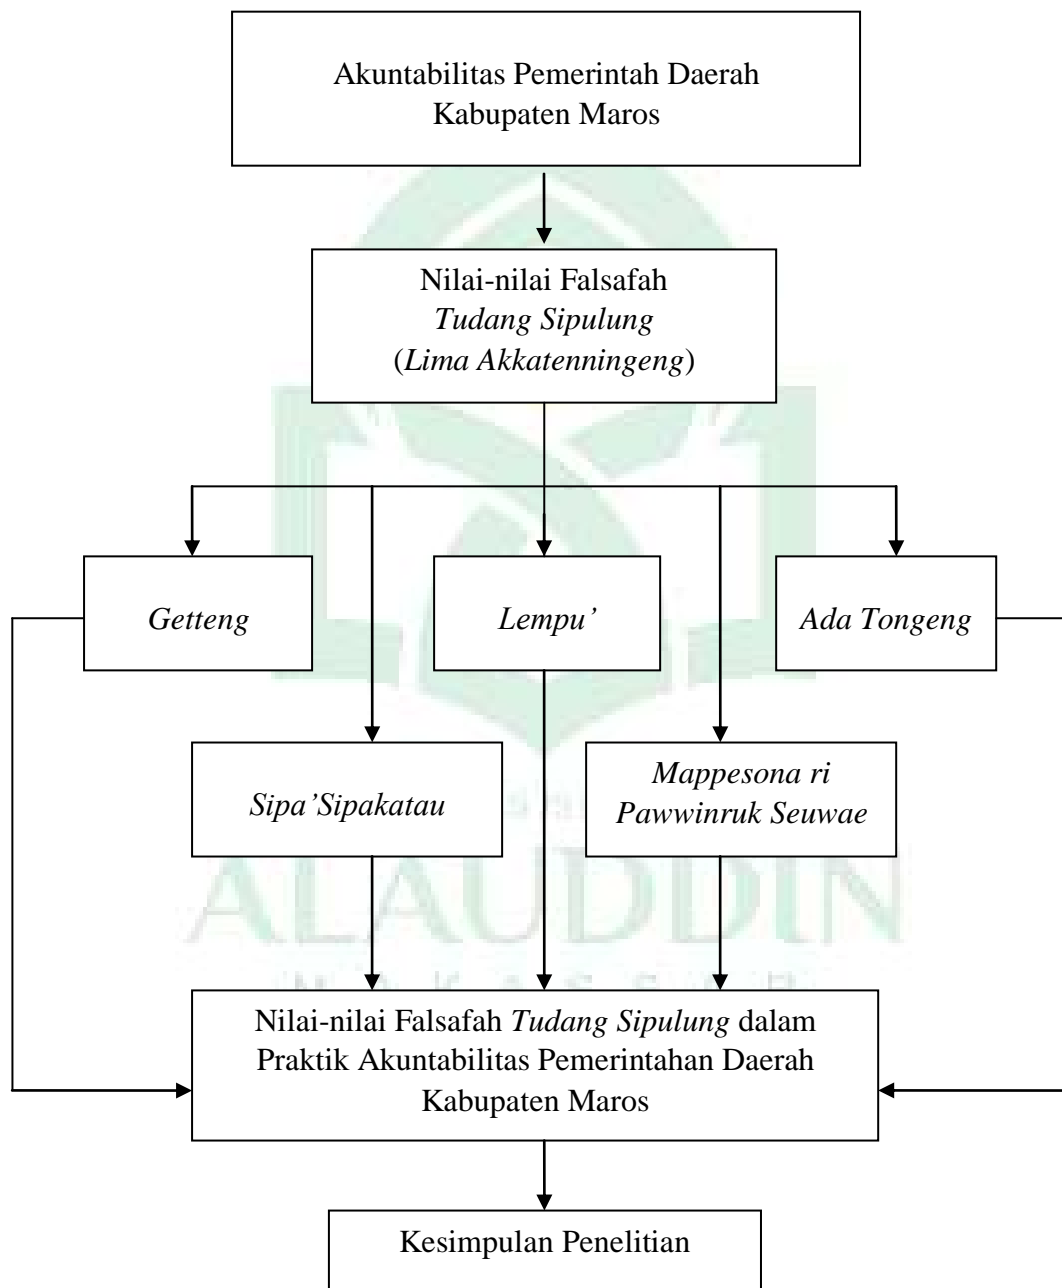 Akuntabilitas Pemerintah Daerah
Kabupaten Maros
Nilai-nilai Falsafah
Tudang Sipulung
(Lima Akkatenningeng)
Getteng
Lempu’
Ada Tongeng
Sipa’Sipakatau
Mappesona ri
Pawwinruk Seuwae
ALAUDDIN
Nilai-nilai Falsafah Tudang Sipulung dalam
Praktik Akuntabilitas Pemerintahan Daerah
Kabupaten Maros
Kesimpulan Penelitian